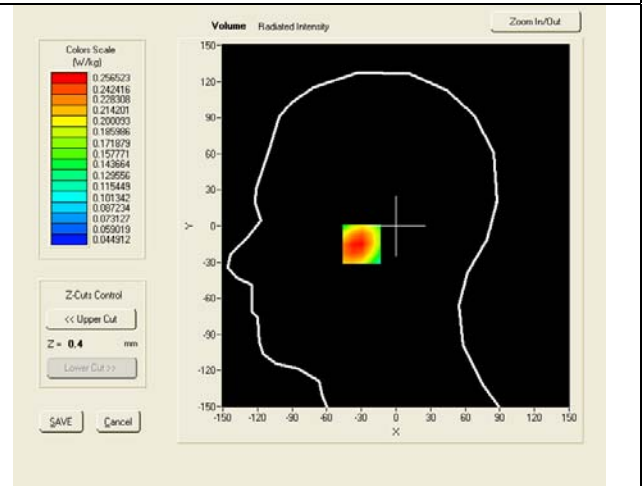 Volume Radiated Intensity
Zoom In/Out
Colors Scale
(W/kg)
0.256523
0.242416
0.228308
0.214201
0.200093
0.185986
0.171879
0.157771
0.143664
0.129556
0.115449
0.101342
0.087234
0.073127
0.059019
0.044912
Z-Cuts Control
<< Upper Cut
Z = 0.4 mm
Lower Cut >>
SAVE Cancel
150
120
90
60
30
0
-30
-60
-90
-120
-150
Y
-150 -120 -90 -60 -30 0 30 60 90 120 150
X